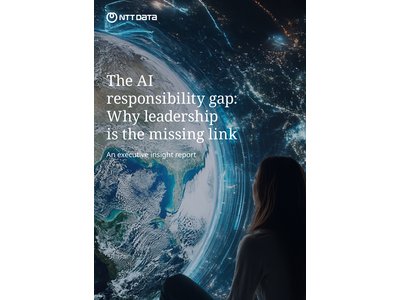 NTT DATA
The AI
responsibility gap:
Why leadership
is the missing link
An executive insight report